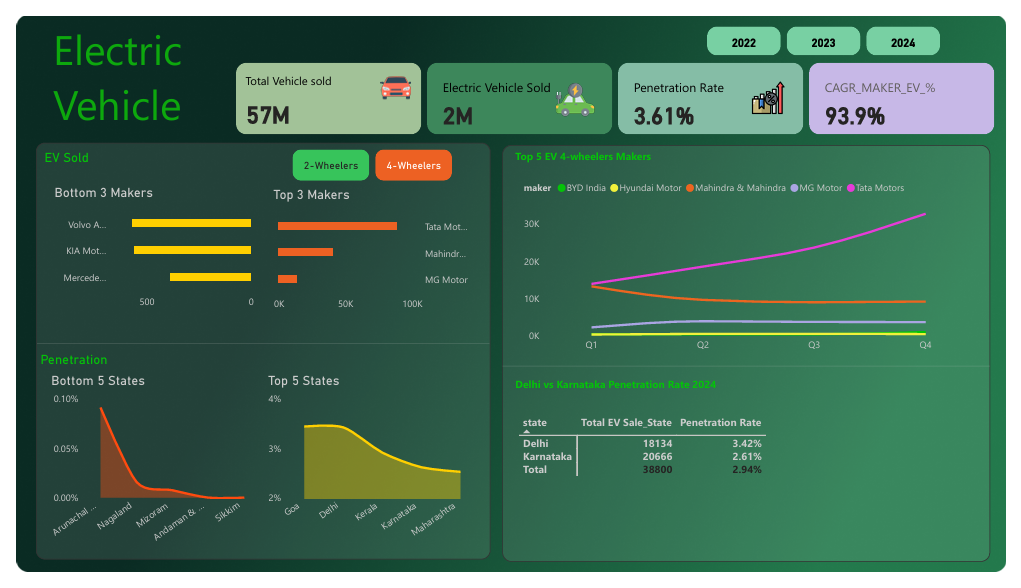 Electric
Vehicle
2022
2023
2024
Total Vehicle sold
57M
Electric Vehicle Sold
2M
Penetration Rate
3.61%
CAGR_MAKER_EV_%
93.9%
EV Sold
2-Wheelers
4-Wheelers
Bottom 3 Makers
Volvo A...
KIA Mot...
Mercede...
500
0
Top 3 Makers
Tata Mot...
Mahindr...
MG Motor
0K
50K
100K
Penetration
Bottom 5 States
0.10%
0.05%
0.00%
Arunachal ...
Nagaland
Mizoram
Andaman & ...
Sikkim
Top 5 States
4%
3%
2%
Goa
Delhi
Kerala
Karnataka
Maharashtra
Top 5 EV 4-wheelers Makers
maker BYD India Hyundai Motor Mahindra & Mahindra MG Motor Tata Motors
30K
20K
10K
0K
Q1
Q2
Q3
Q4
Delhi vs Karnataka Penetration Rate 2024
state Total EV Sale_State Penetration Rate
Delhi 18134 3.42%
Karnataka 20666 2.61%
Total 38800 2.94%